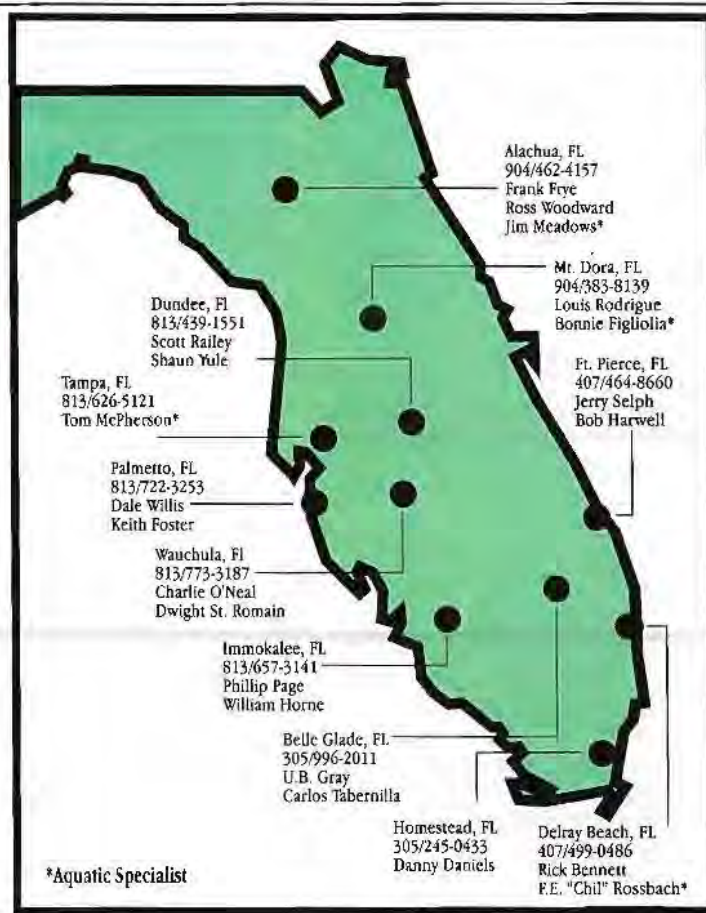 Alachua, FL
904/462-4157
Frank Frye
Ross Woodward
Jim Meadows*
Mt. Dora, FL
904/383-8139
Louis Rodrigue
Bonnie Figliolia*
Dundee, Fl
813/439-1551
Scott Railey
Shaun Yule
Ft. Pierce, FL
407/464-8660
Jerry Selph
Bob Harwell
Tampa, FL
813/626-5121
Tom McPherson*
Palmetto, FL
813/722-3253
Dale Willis
Keith Foster
Wauchula, Fl
813/773-3187
Charlie O'Neal
Dwight St. Romain
Immokalee, FL
813/657-3141
Phillip Page
William Horne
Belle Glade, FL
305/996-2011
U.B. Gray
Carlos Tabernilla
Homestead, FL
305/245-0433
Danny Daniels
Delray Beach, FL
407/499-0486
Rick Bennett
F.E. "Chil" Rossbach*
*Aquatic Specialist